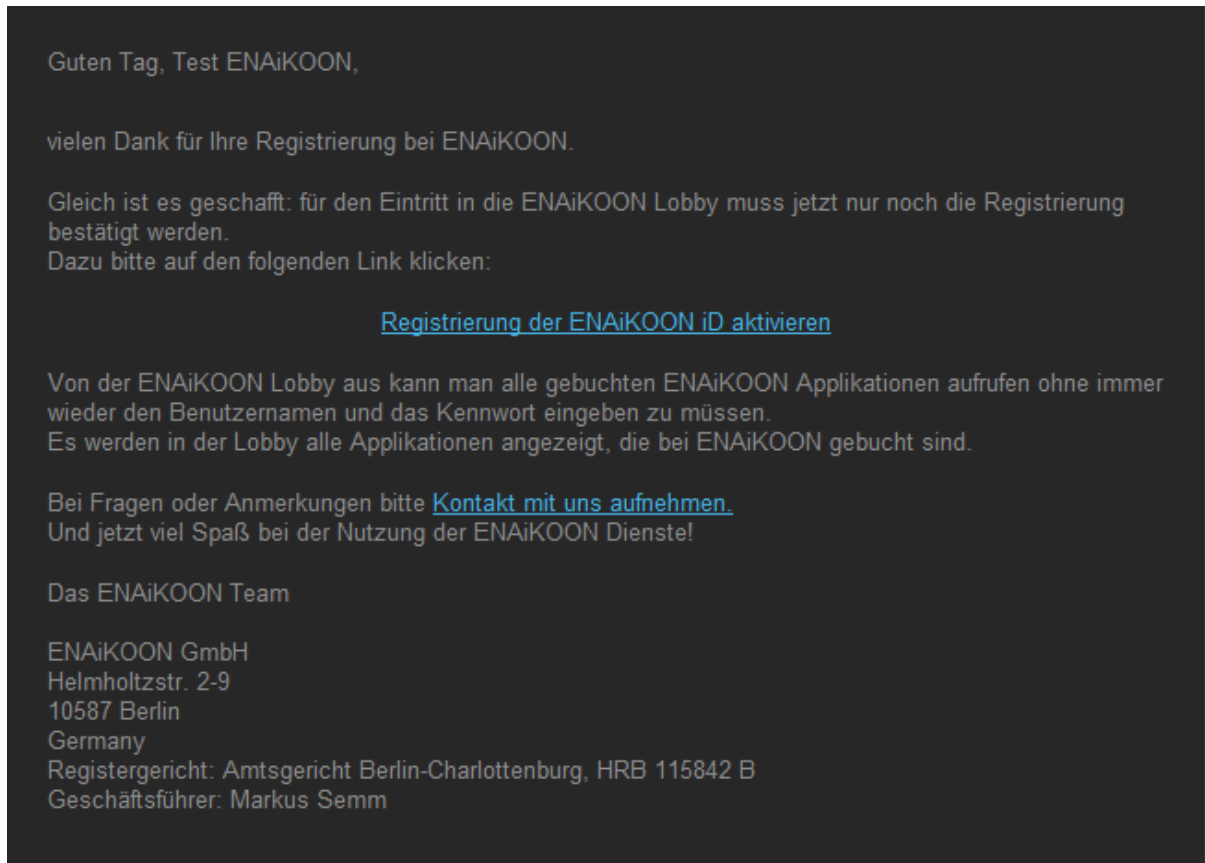 Guten Tag, Test ENAiKOON,
vielen Dank für Ihre Registrierung bei ENAiKOON.
Gleich ist es geschafft: für den Eintritt in die ENAiKOON Lobby muss jetzt nur noch die Registrierung
bestätigt werden.
Dazu bitte auf den folgenden Link klicken:
Registrierung der ENAiKOON iD aktivieren
Von der ENAiKOON Lobby aus kann man alle gebuchten ENAiKOON Applikationen aufrufen ohne immer
wieder den Benutzernamen und das Kennwort eingeben zu müssen.
Es werden in der Lobby alle Applikationen angezeigt, die bei ENAiKOON gebucht sind.
Bei Fragen oder Anmerkungen bitte Kontakt mit uns aufnehmen.
Und jetzt viel Spaß bei der Nutzung der ENAiKOON Dienste!
Das ENAiKOON Team
ENAiKOON GmbH
Helmholtzstr. 2-9
10587 Berlin
Germany
Registergericht: Amtsgericht Berlin-Charlottenburg, HRB 115842 B
Geschäftsführer: Markus Semm